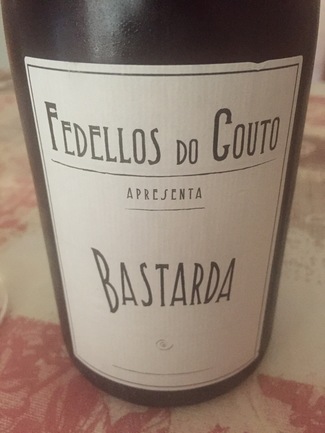 FEDELLOS DO COUTO
APRESENTA
BASTARDA